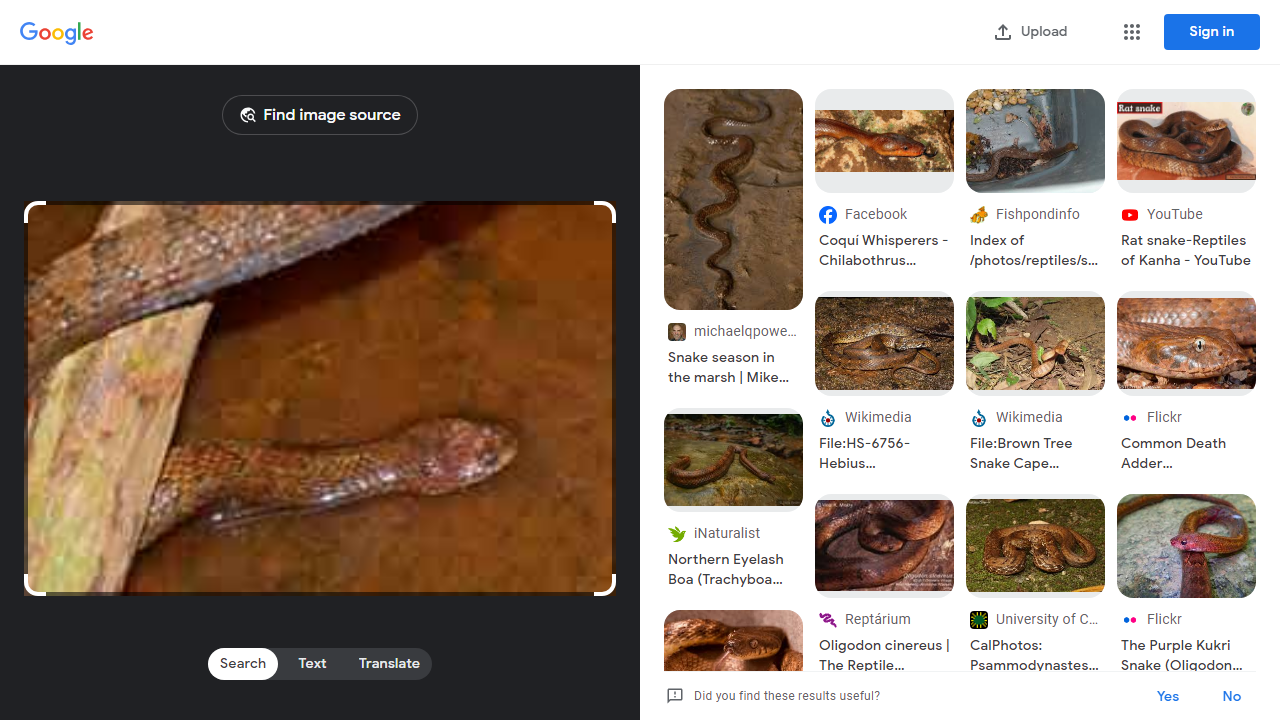 Google
Upload
Sign in
Find image source
Search
Text
Translate
michaelqpowe...
Snake season in
the marsh | Mike...
iNaturalist
Northern Eyelash
Boa (Trachyboa...
Facebook
Coquí Whisperers -
Chilabothrus...
Wikimedia
File:HS-6756-
Hebius...
Oligodon cinereus
Reptárium
Oligodon cinereus |
The Reptile...
Fishpondinfo
Index of
/photos/reptiles/s...
Wikimedia
File:Brown Tree
Snake Cape...
University of C...
CalPhotos:
Psammodynastes...
Rat snake
YouTube
Rat snake-Reptiles
of Kanha - YouTube
Flickr
Common Death
Adder...
Flickr
The Purple Kukri
Snake (Oligodon...
Did you find these results useful?
Yes
No